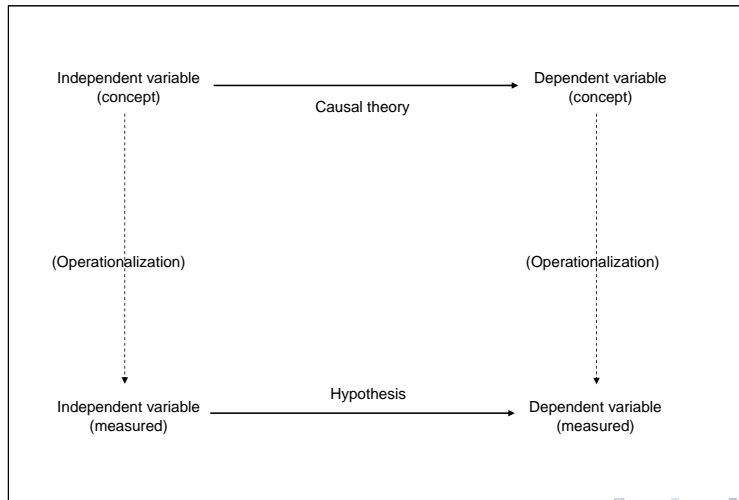 Independent variable
(concept)
Causal theory
Dependent variable
(concept)
(Operationalization)
(Operationalization)
Independent variable
(measured)
Hypothesis
Dependent variable
(measured)